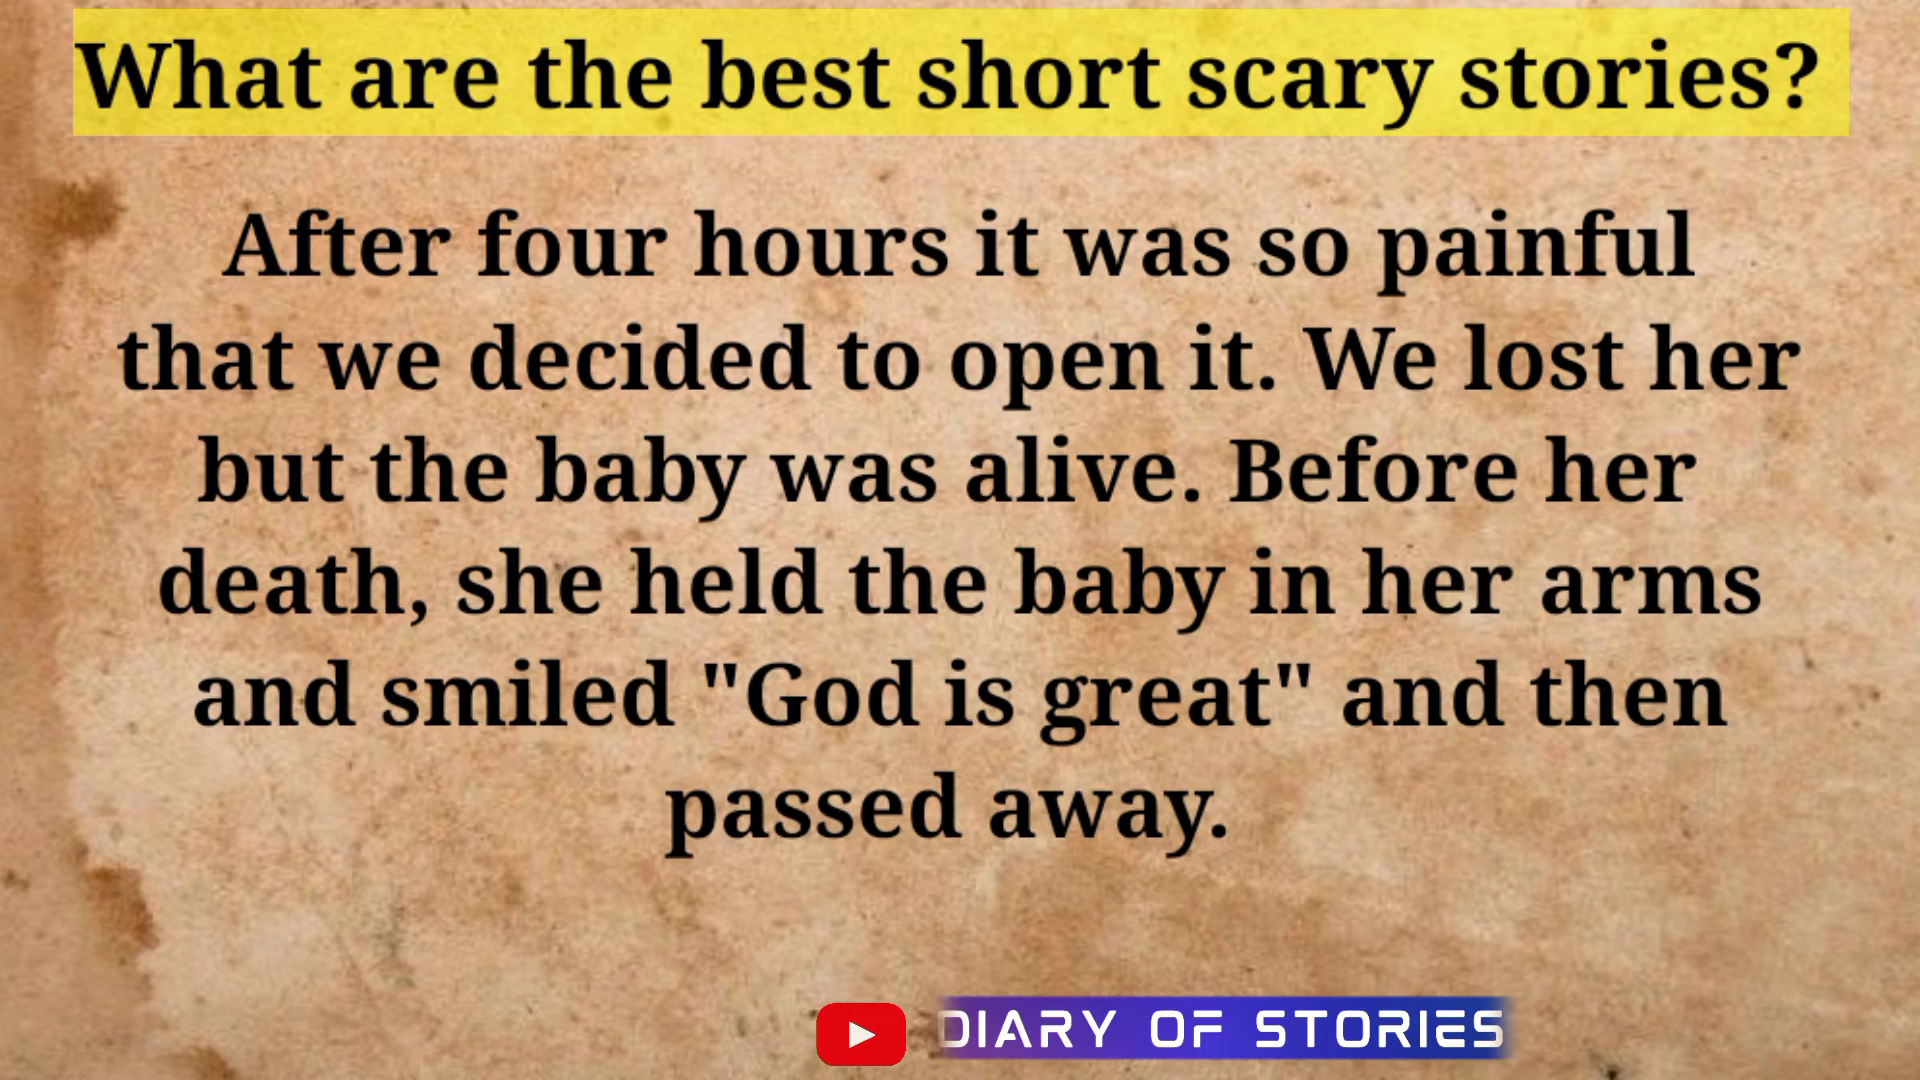 What are the best short scary stories?
After four hours it was so painful
that we decided to open it. We lost her
but the baby was alive. Before her
death, she held the baby in her arms
and smiled "God is great" and then
passed away.
DIARY OF STORIES